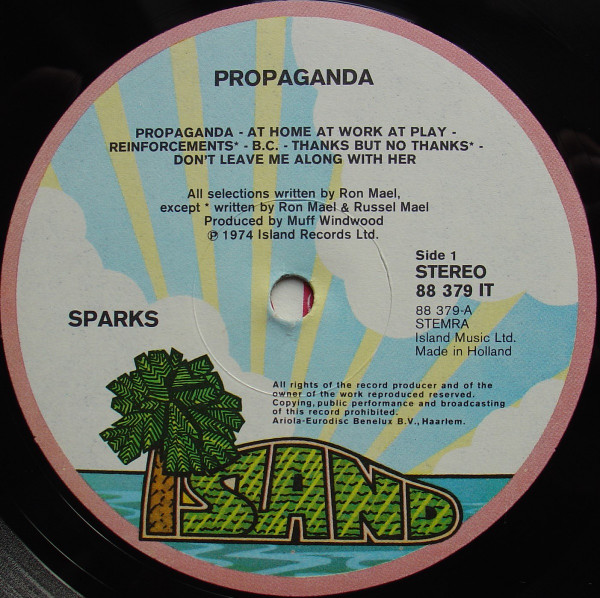 PROPAGANDA
PROPAGANDA - AT HOME AT WORK AT PLAY -
REINFORCEMENTS* - B.C. - THANKS BUT NO THANKS* -
DON'T LEAVE ME ALONG WITH HER
All selections written by Ron Mael,
except * written by Ron Mael & Russel Mael
Produced by Muff Windwood
℗ 1974 Island Records Ltd.
Side 1
STEREO
88 379 IT
88 379-A
STEMRA
Island Music Ltd.
Made in Holland
SPARKS
All rights of the record producer and of the
owner of the work reproduced reserved.
Copying, public performance and broadcasting
of this record prohibited.
Ariola-Eurodisc Benelux B.V., Haarlem.
ISLAND